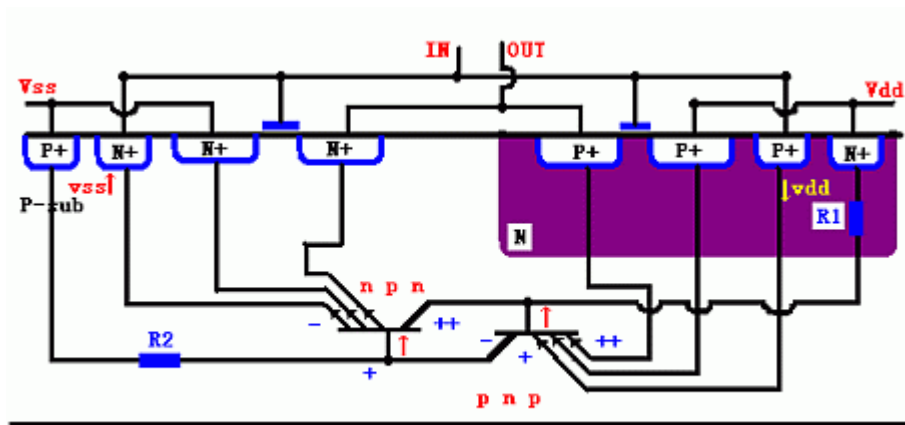 IN OUT
Vss Vdd
P+ N+ N+ N+ P+ P+ P+ N+
vss vdd
P-sub R1
N
n p n
- ++ - + ++
R2
+
p n p